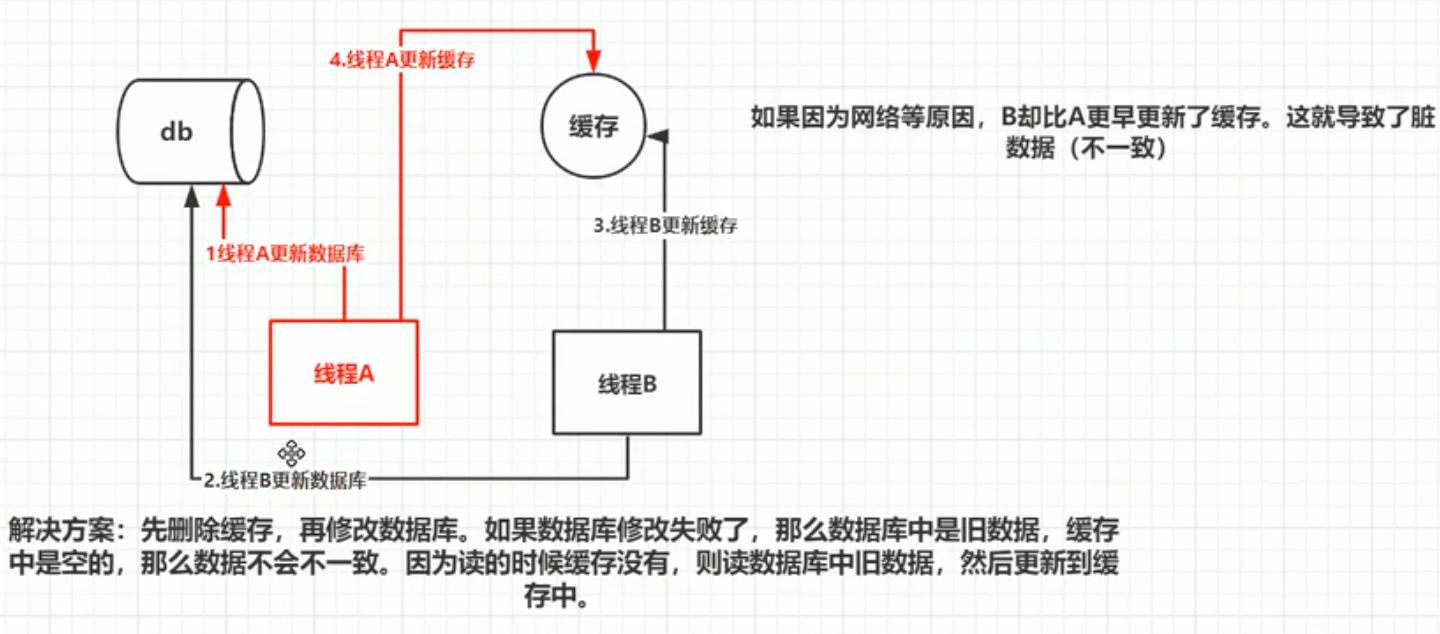 4.线程A更新缓存
db
缓存
如果因为网络等原因，B却比A更早更新了缓存。这就导致了脏
数据（不一致）
3.线程B更新缓存
1线程A更新数据库
线程A
线程B
2.线程B更新数据库
解决方案：先删除缓存，再修改数据库。如果数据库修改失败了，那么数据库中是旧数据，缓存
中是空的，那么数据不会不一致。因为读的时候缓存没有，则读数据库中旧数据，然后更新到缓
存中。